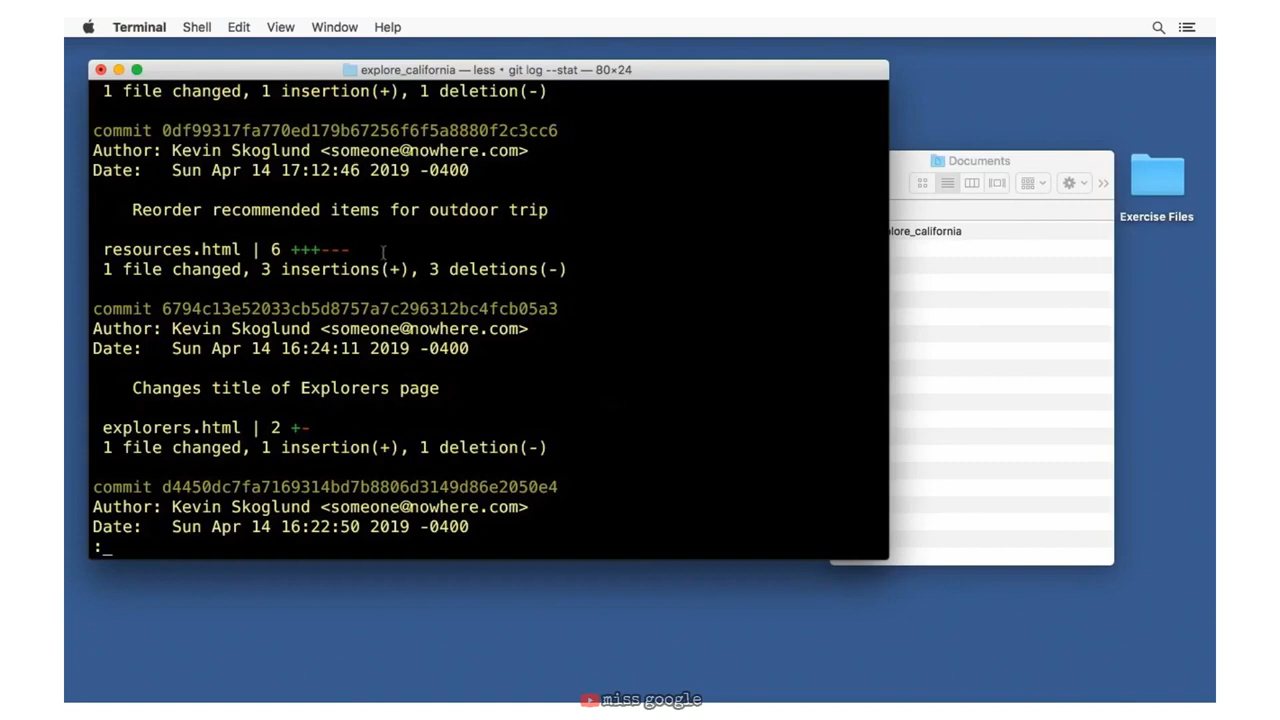 Terminal Shell Edit View Window Help
explore_california — less • git log --stat — 80×24
1 file changed, 1 insertion(+), 1 deletion(-)
commit 0df99317fa770ed179b67256f6f5a8880f2c3cc6
Author: Kevin Skoglund <someone@nowhere.com>
Date:   Sun Apr 14 17:12:46 2019 -0400
Reorder recommended items for outdoor trip
resources.html | 6 +++---
1 file changed, 3 insertions(+), 3 deletions(-)
commit 6794c13e52033cb5d8757a7c296312bc4fcb05a3
Author: Kevin Skoglund <someone@nowhere.com>
Date:   Sun Apr 14 16:24:11 2019 -0400
Changes title of Explorers page
explorers.html | 2 +-
1 file changed, 1 insertion(+), 1 deletion(-)
commit d4450dc7fa7169314bd7b8806d3149d86e2050e4
Author: Kevin Skoglund <someone@nowhere.com>
Date:   Sun Apr 14 16:22:50 2019 -0400
:_
Documents
lore_california
Exercise Files
miss google